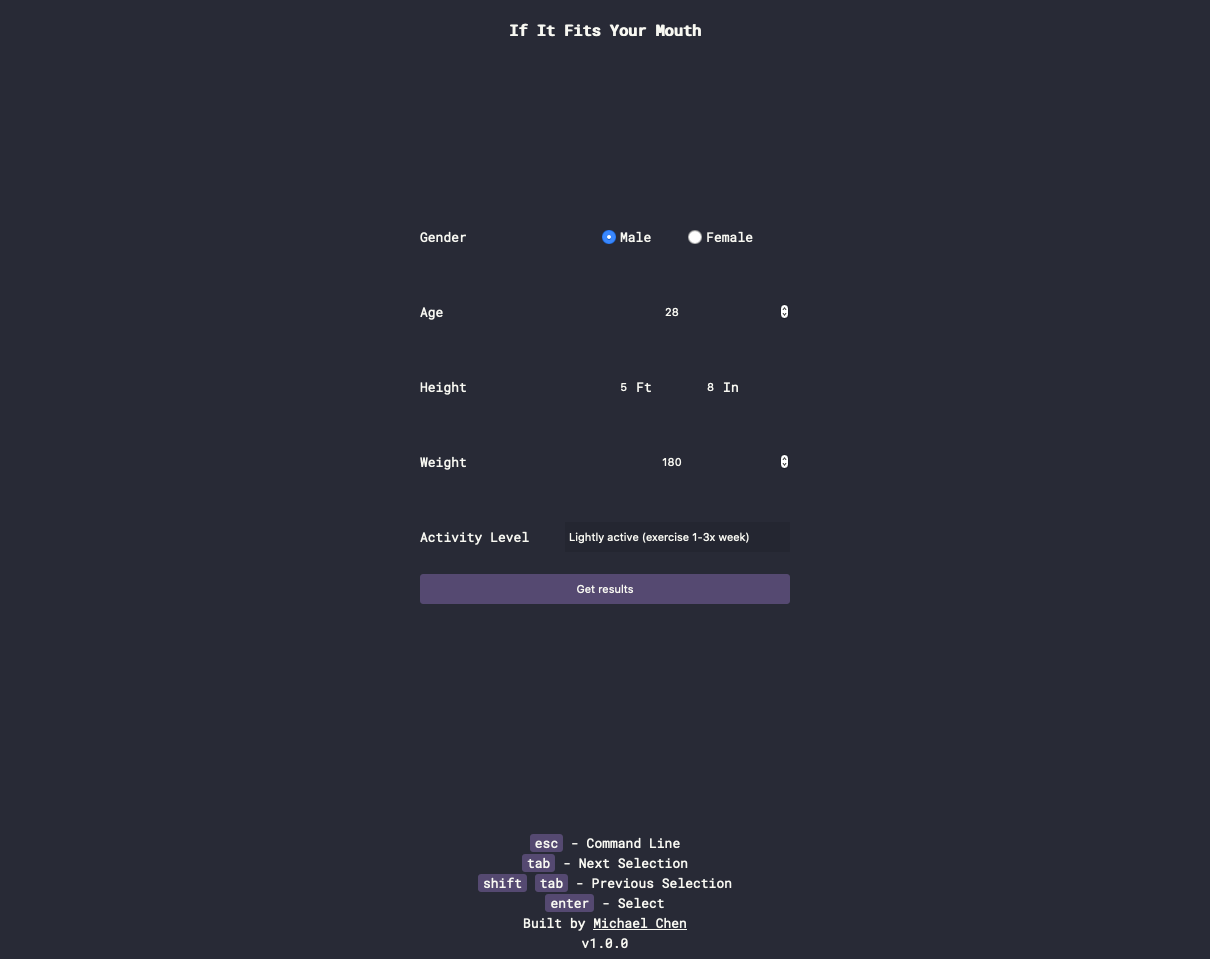 If It Fits Your Mouth
Gender Male Female
Age 28
Height 5 Ft 8 In
Weight 180
Activity Level Lightly active (exercise 1-3x week)
Get results
esc - Command Line
tab - Next Selection
shift tab - Previous Selection
enter - Select
Built by Michael Chen
v1.0.0